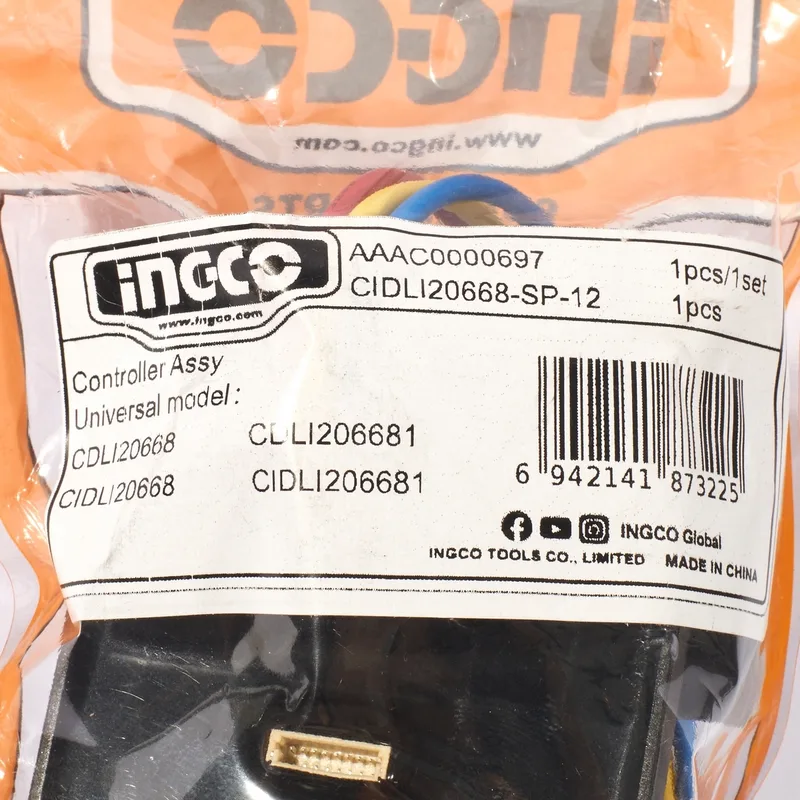 INGCO
www.ingco.com
INGCO
www.ingco.com
AAAC0000697
1pcs/1set
CIDLI20668-SP-12
1pcs
Controller Assy
Universal model:
CDLI20668 CDLI206681
CIDLI20668 CIDLI206681
6 942141 873225
INGCO Global
INGCO TOOLS CO., LIMITED MADE IN CHINA